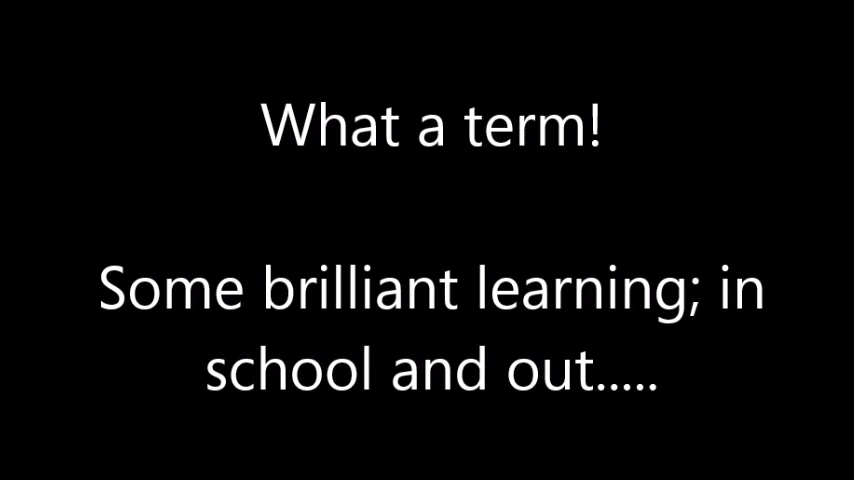 What a term!
Some brilliant learning; in
school and out.....